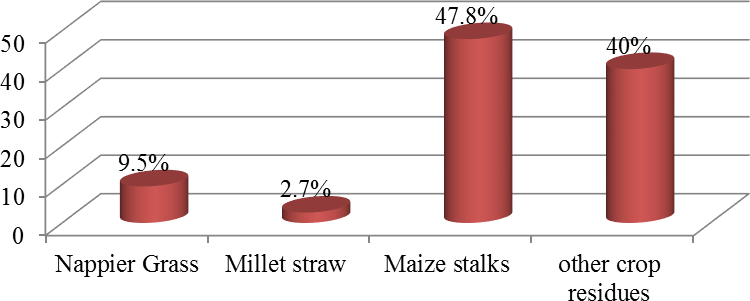 47.8%
40%
9.5%
2.7%
50
40
30
20
10
0
Nappier Grass
Millet straw
Maize stalks
other crop
residues